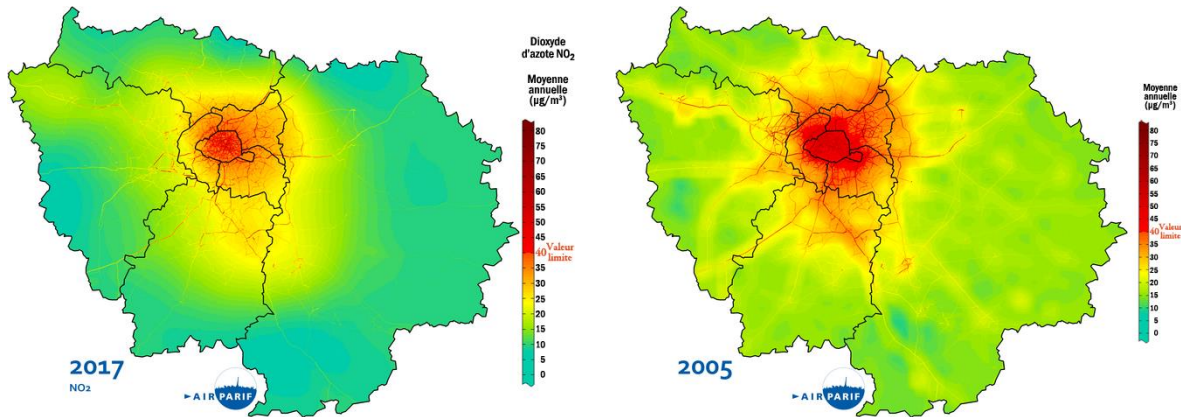 Dioxyde
d'azote NO₂
Moyenne
annuelle
(µg/m³)
80
75
70
65
60
55
50
45
40 Valeur
limite
35
30
25
20
15
10
5
0
2017
NO₂
AIRPARIF
Moyenne
annuelle
(µg/m³)
80
75
70
65
60
55
50
45
40 Valeur
limite
35
30
25
20
15
10
5
0
2005
AIRPARIF